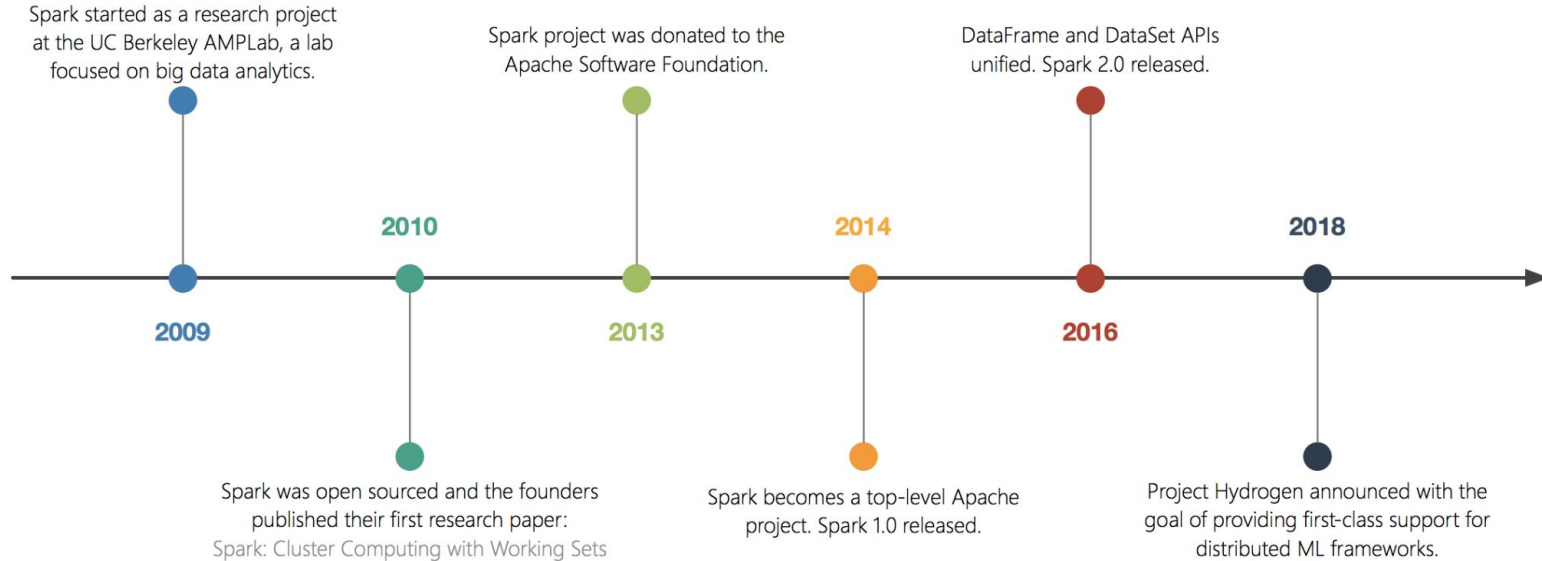 Spark started as a research project
at the UC Berkeley AMPLab, a lab
focused on big data analytics.
2009
2010
Spark was open sourced and the founders
published their first research paper:
Spark: Cluster Computing with Working Sets
Spark project was donated to the
Apache Software Foundation.
2013
2014
Spark becomes a top-level Apache
project. Spark 1.0 released.
DataFrame and DataSet APIs
unified. Spark 2.0 released.
2016
2018
Project Hydrogen announced with the
goal of providing first-class support for
distributed ML frameworks.